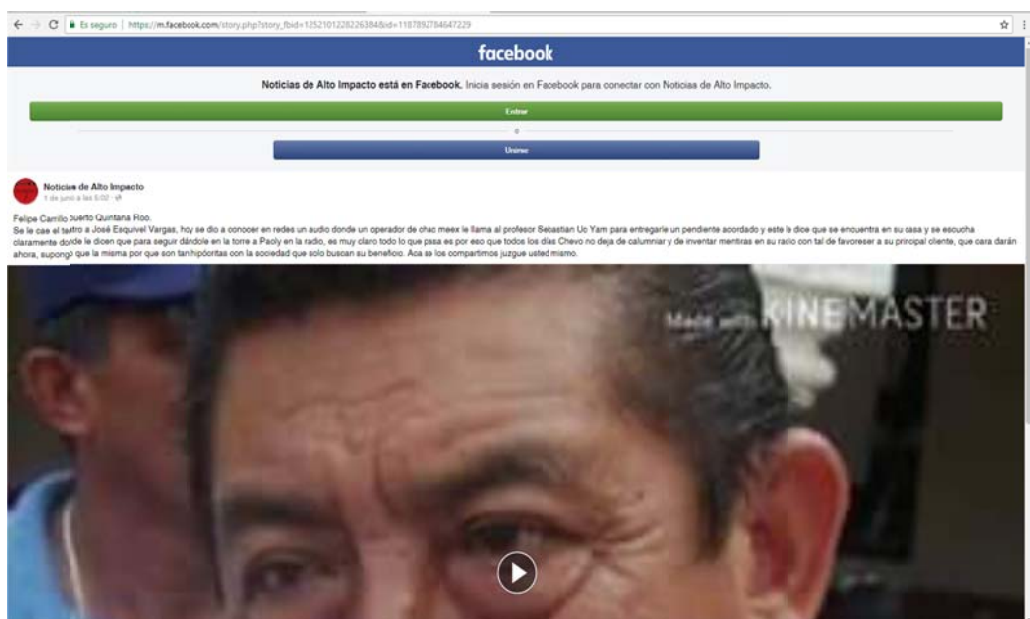 Es seguro | https://m.facebook.com/story.php?story_fbid=1352101228226384&id=1187892784647229
facebook
Noticias de Alto Impacto está en Facebook. Inicia sesión en Facebook para conectar con Noticias de Alto Impacto.
Entrar
o
Unirse
Noticias de Alto Impacto
1 de junio a las 5:02 ·
Felipe Carrillo Puerto Quintana Roo.
Se le cae el teatro a José Esquivel Vargas, hoy se dio a conocer en redes un audio donde un operador de chac meex le llama al profesor Sebastian Uc Yam para entregarle un pendiente acordado y este le dice que se encuentra en su casa y se escucha
claramente donde le dicen que para seguir dándole en la torre a Paoly en la radio, es muy claro todo lo que pasa es por eso que todos los días Chevo no deja de calumniar y de inventar mentiras en su radio con tal de favoreser a su principal cliente, que cara darán
ahora, supongo que la misma por que son tan hipócritas con la sociedad que solo buscan su beneficio. Aca se los compartimos juzgue usted mismo.
Made with KINEMASTER